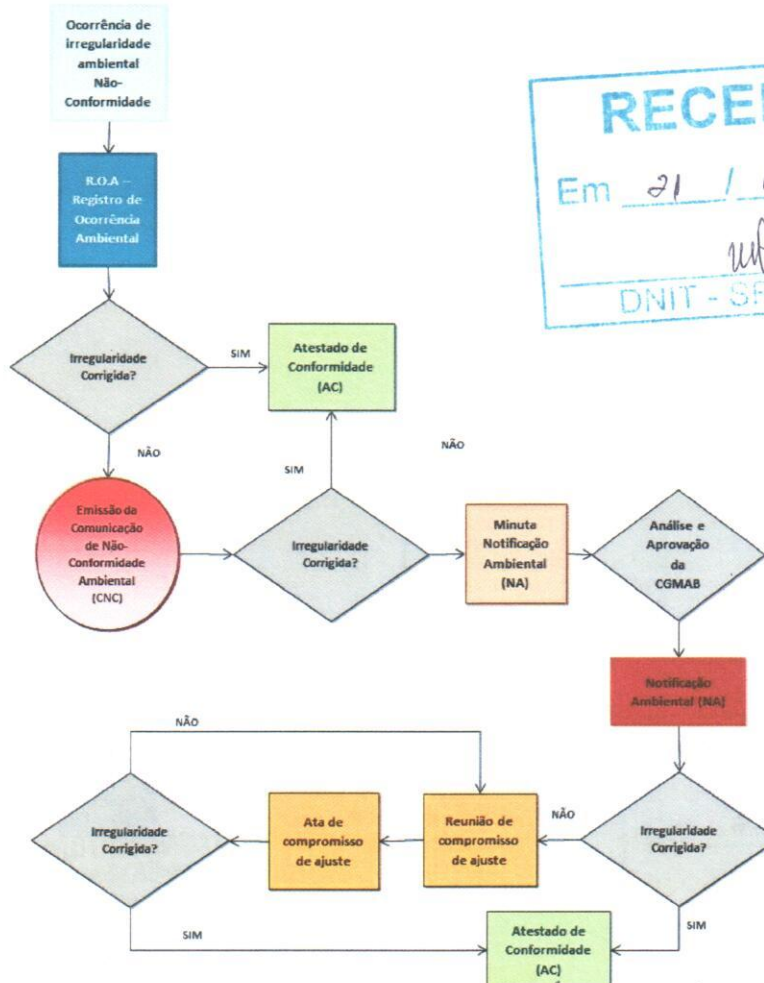 Ocorrência de
irregularidade
ambiental
Não-
Conformidade
RECE
Em 21 /
DNIT - SR
R.O.A –
Registro de
Ocorrência
Ambiental
Irregularidade
Corrigida?
SIM
Atestado de
Conformidade
(AC)
NÃO
SIM
NÃO
Emissão da
Comunicação
de Não-
Conformidade
Ambiental
(CNC)
Irregularidade
Corrigida?
Minuta
Notificação
Ambiental
(NA)
Análise e
Aprovação
da
CGMAB
Notificação
Ambiental (NA)
NÃO
Irregularidade
Corrigida?
Ata de
compromisso
de ajuste
Reunião de
compromisso
de ajuste
NÃO
Irregularidade
Corrigida?
SIM
Atestado de
Conformidade
(AC)
SIM